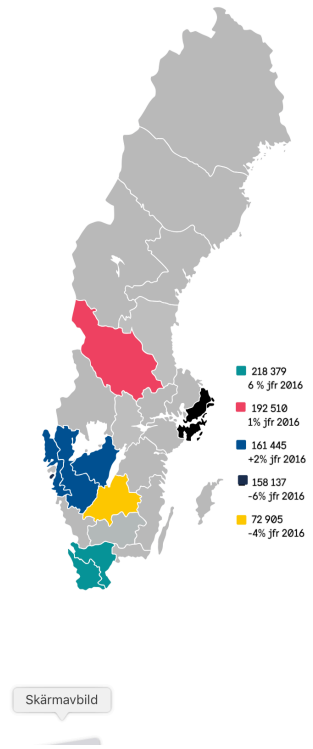 218 379
6 % jfr 2016
192 510
1% jfr 2016
161 445
+2% jfr 2016
158 137
-6% jfr 2016
72 905
-4% jfr 2016
Skärmavbild